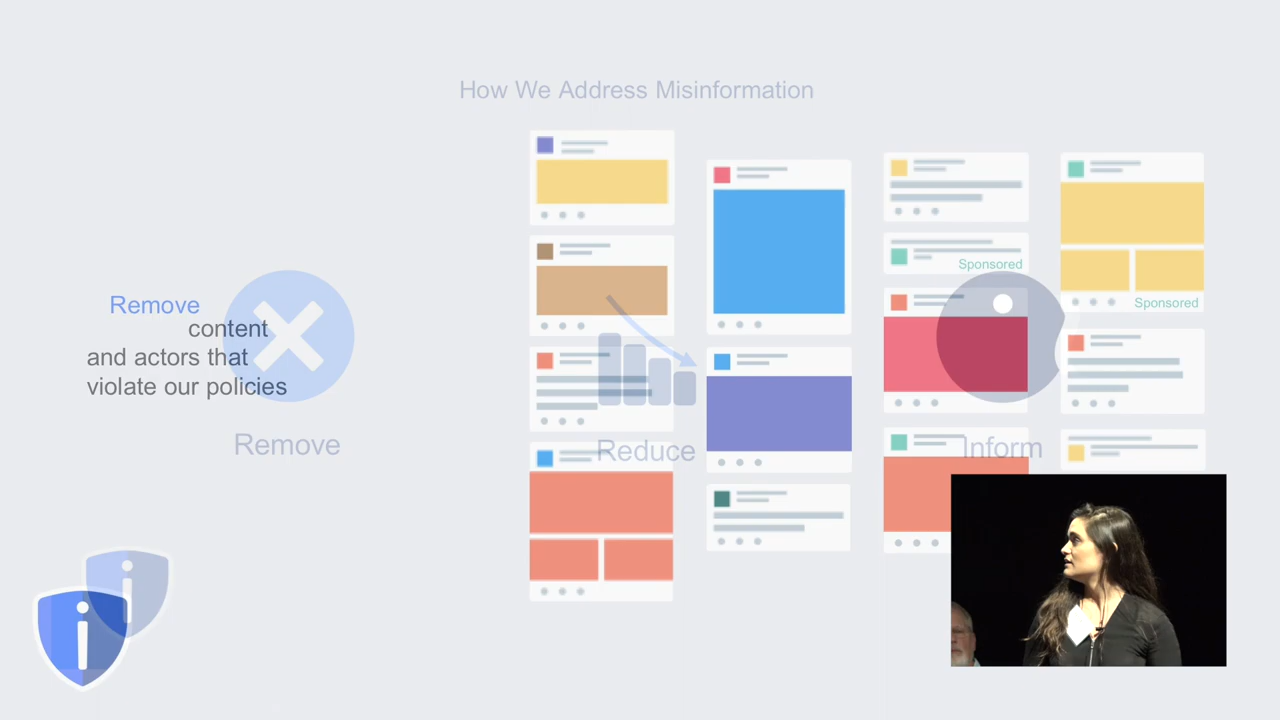 How We Address Misinformation
Remove
content
and actors that
violate our policies
Remove
Reduce
Inform
Sponsored
Sponsored